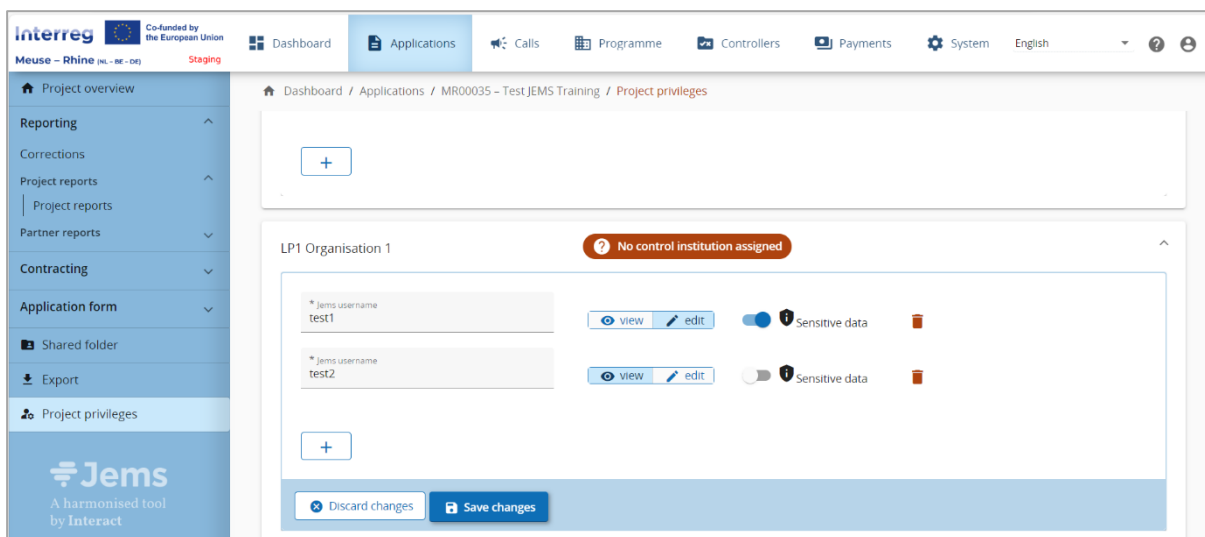 Interreg
Co-funded by
the European Union
Meuse – Rhine (NL – BE – DE)
Staging
Dashboard
Applications
Calls
Programme
Controllers
Payments
System
English
Project overview
Reporting
Corrections
Project reports
Project reports
Partner reports
Contracting
Application form
Shared folder
Export
Project privileges
Jems
A harmonised tool
by Interact
Dashboard / Applications / MR00035 – Test JEMS Training / Project privileges
+
LP1 Organisation 1
No control institution assigned
* Jems username
test1
view
edit
Sensitive data
* Jems username
test2
view
edit
Sensitive data
+
Discard changes
Save changes